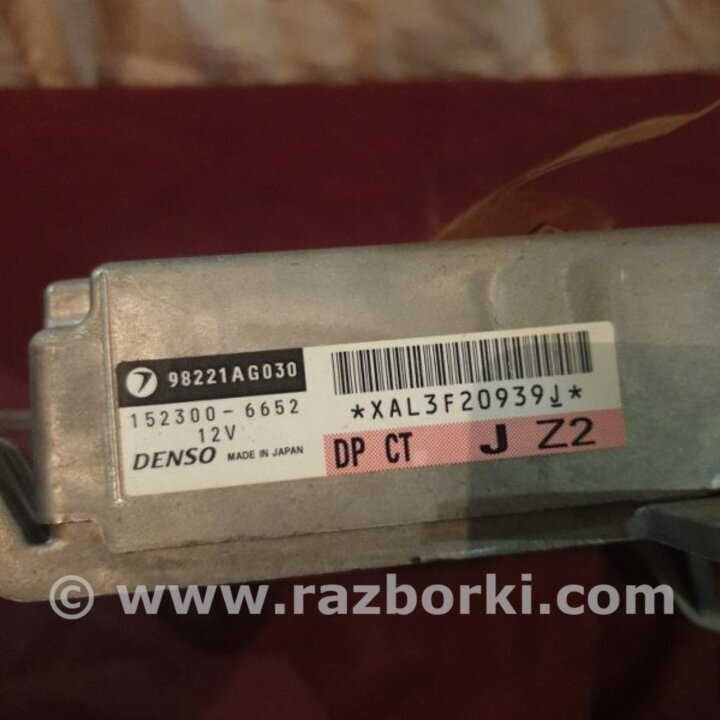 98221AG030
152300-6652
12V
DENSO MADE IN JAPAN
*XAL3F20939J*
DP CT J Z2
© www.razborki.com